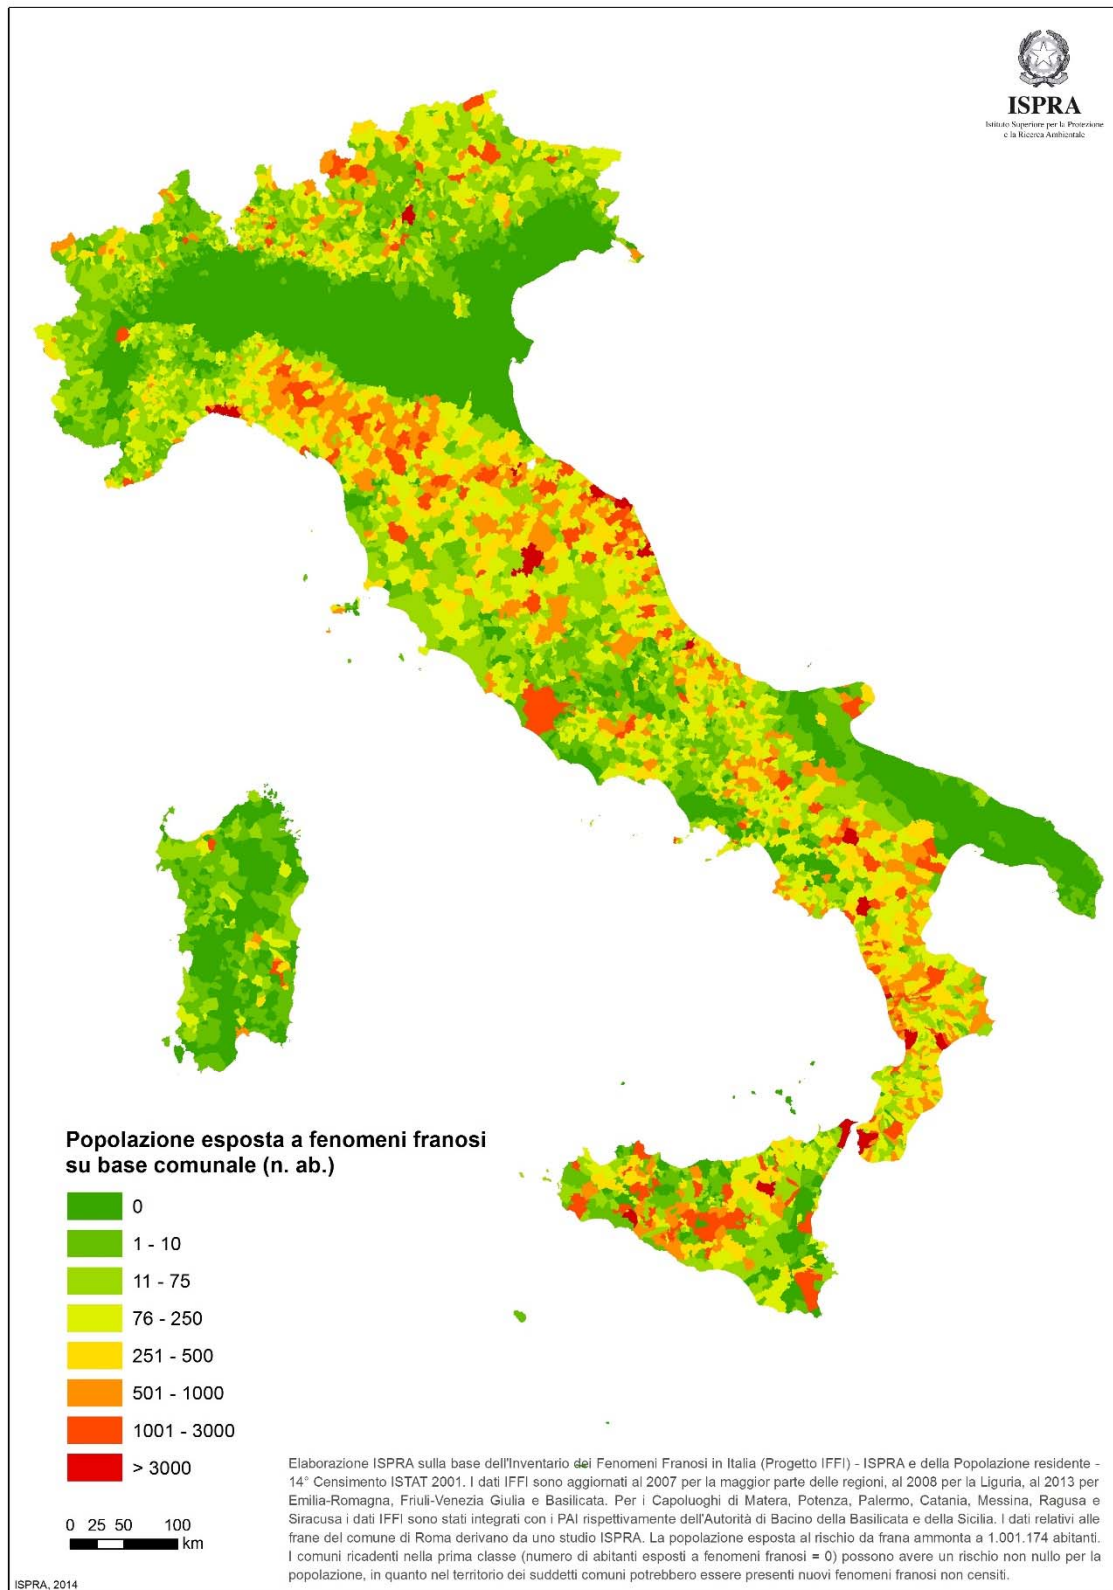 ISPRA
Istituto Superiore per la Protezione
e la Ricerca Ambientale
Popolazione esposta a fenomeni franosi
su base comunale (n. ab.)
0
1 - 10
11 - 75
76 - 250
251 - 500
501 - 1000
1001 - 3000
> 3000
0 25 50 100
km
Elaborazione ISPRA sulla base dell'Inventario dei Fenomeni Franosi in Italia (Progetto IFFI) - ISPRA e della Popolazione residente -
14° Censimento ISTAT 2001. I dati IFFI sono aggiornati al 2007 per la maggior parte delle regioni, al 2008 per la Liguria, al 2013 per
Emilia-Romagna, Friuli-Venezia Giulia e Basilicata. Per i Capoluoghi di Matera, Potenza, Palermo, Catania, Messina, Ragusa e
Siracusa i dati IFFI sono stati integrati con i PAI rispettivamente dell'Autorità di Bacino della Basilicata e della Sicilia. I dati relativi alle
frane del comune di Roma derivano da uno studio ISPRA. La popolazione esposta al rischio da frana ammonta a 1.001.174 abitanti.
I comuni ricadenti nella prima classe (numero di abitanti esposti a fenomeni franosi = 0) possono avere un rischio non nullo per la
popolazione, in quanto nel territorio dei suddetti comuni potrebbero essere presenti nuovi fenomeni franosi non censiti.
ISPRA, 2014